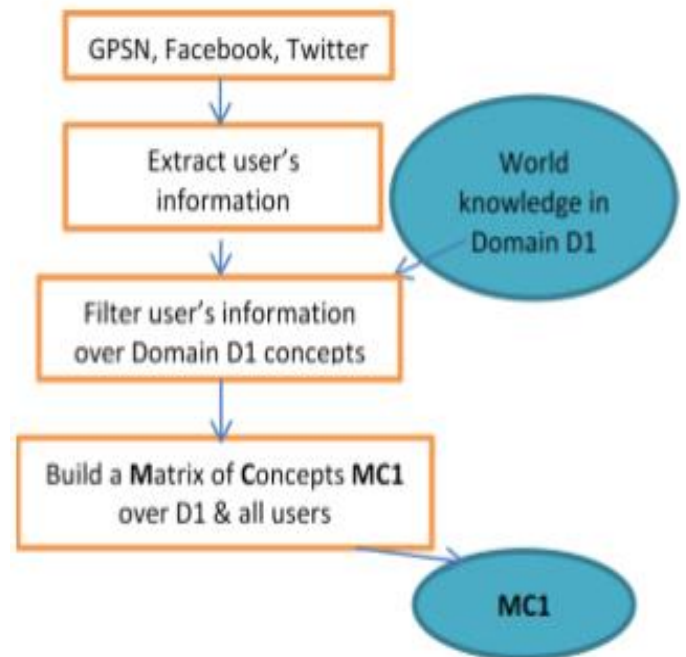 GPSN, Facebook, Twitter
Extract user's
information
World
knowledge in
Domain D1
Filter user's information
over Domain D1 concepts
Build a Matrix of Concepts MC1
over D1 & all users
MC1